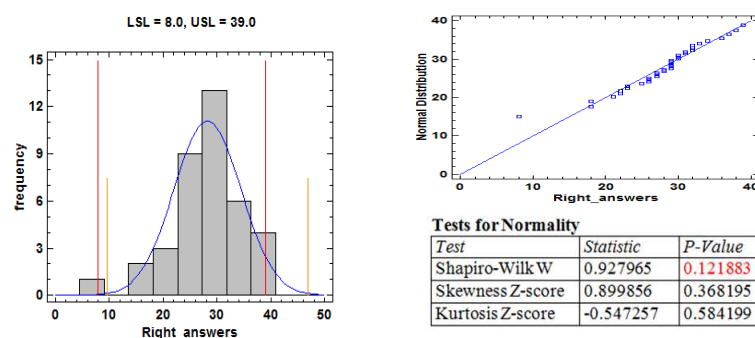 LSL = 8.0, USL = 39.0
frequency
15
12
9
6
3
0
0 10 20 30 40 50
Right_answers
Normal Distribution
40
30
20
10
0
0 10 20 30 40
Right_answers
Tests for Normality
Test Statistic P-Value
Shapiro-Wilk W 0.927965 0.121883
Skewness Z-score 0.899856 0.368195
Kurtosis Z-score -0.547257 0.584199